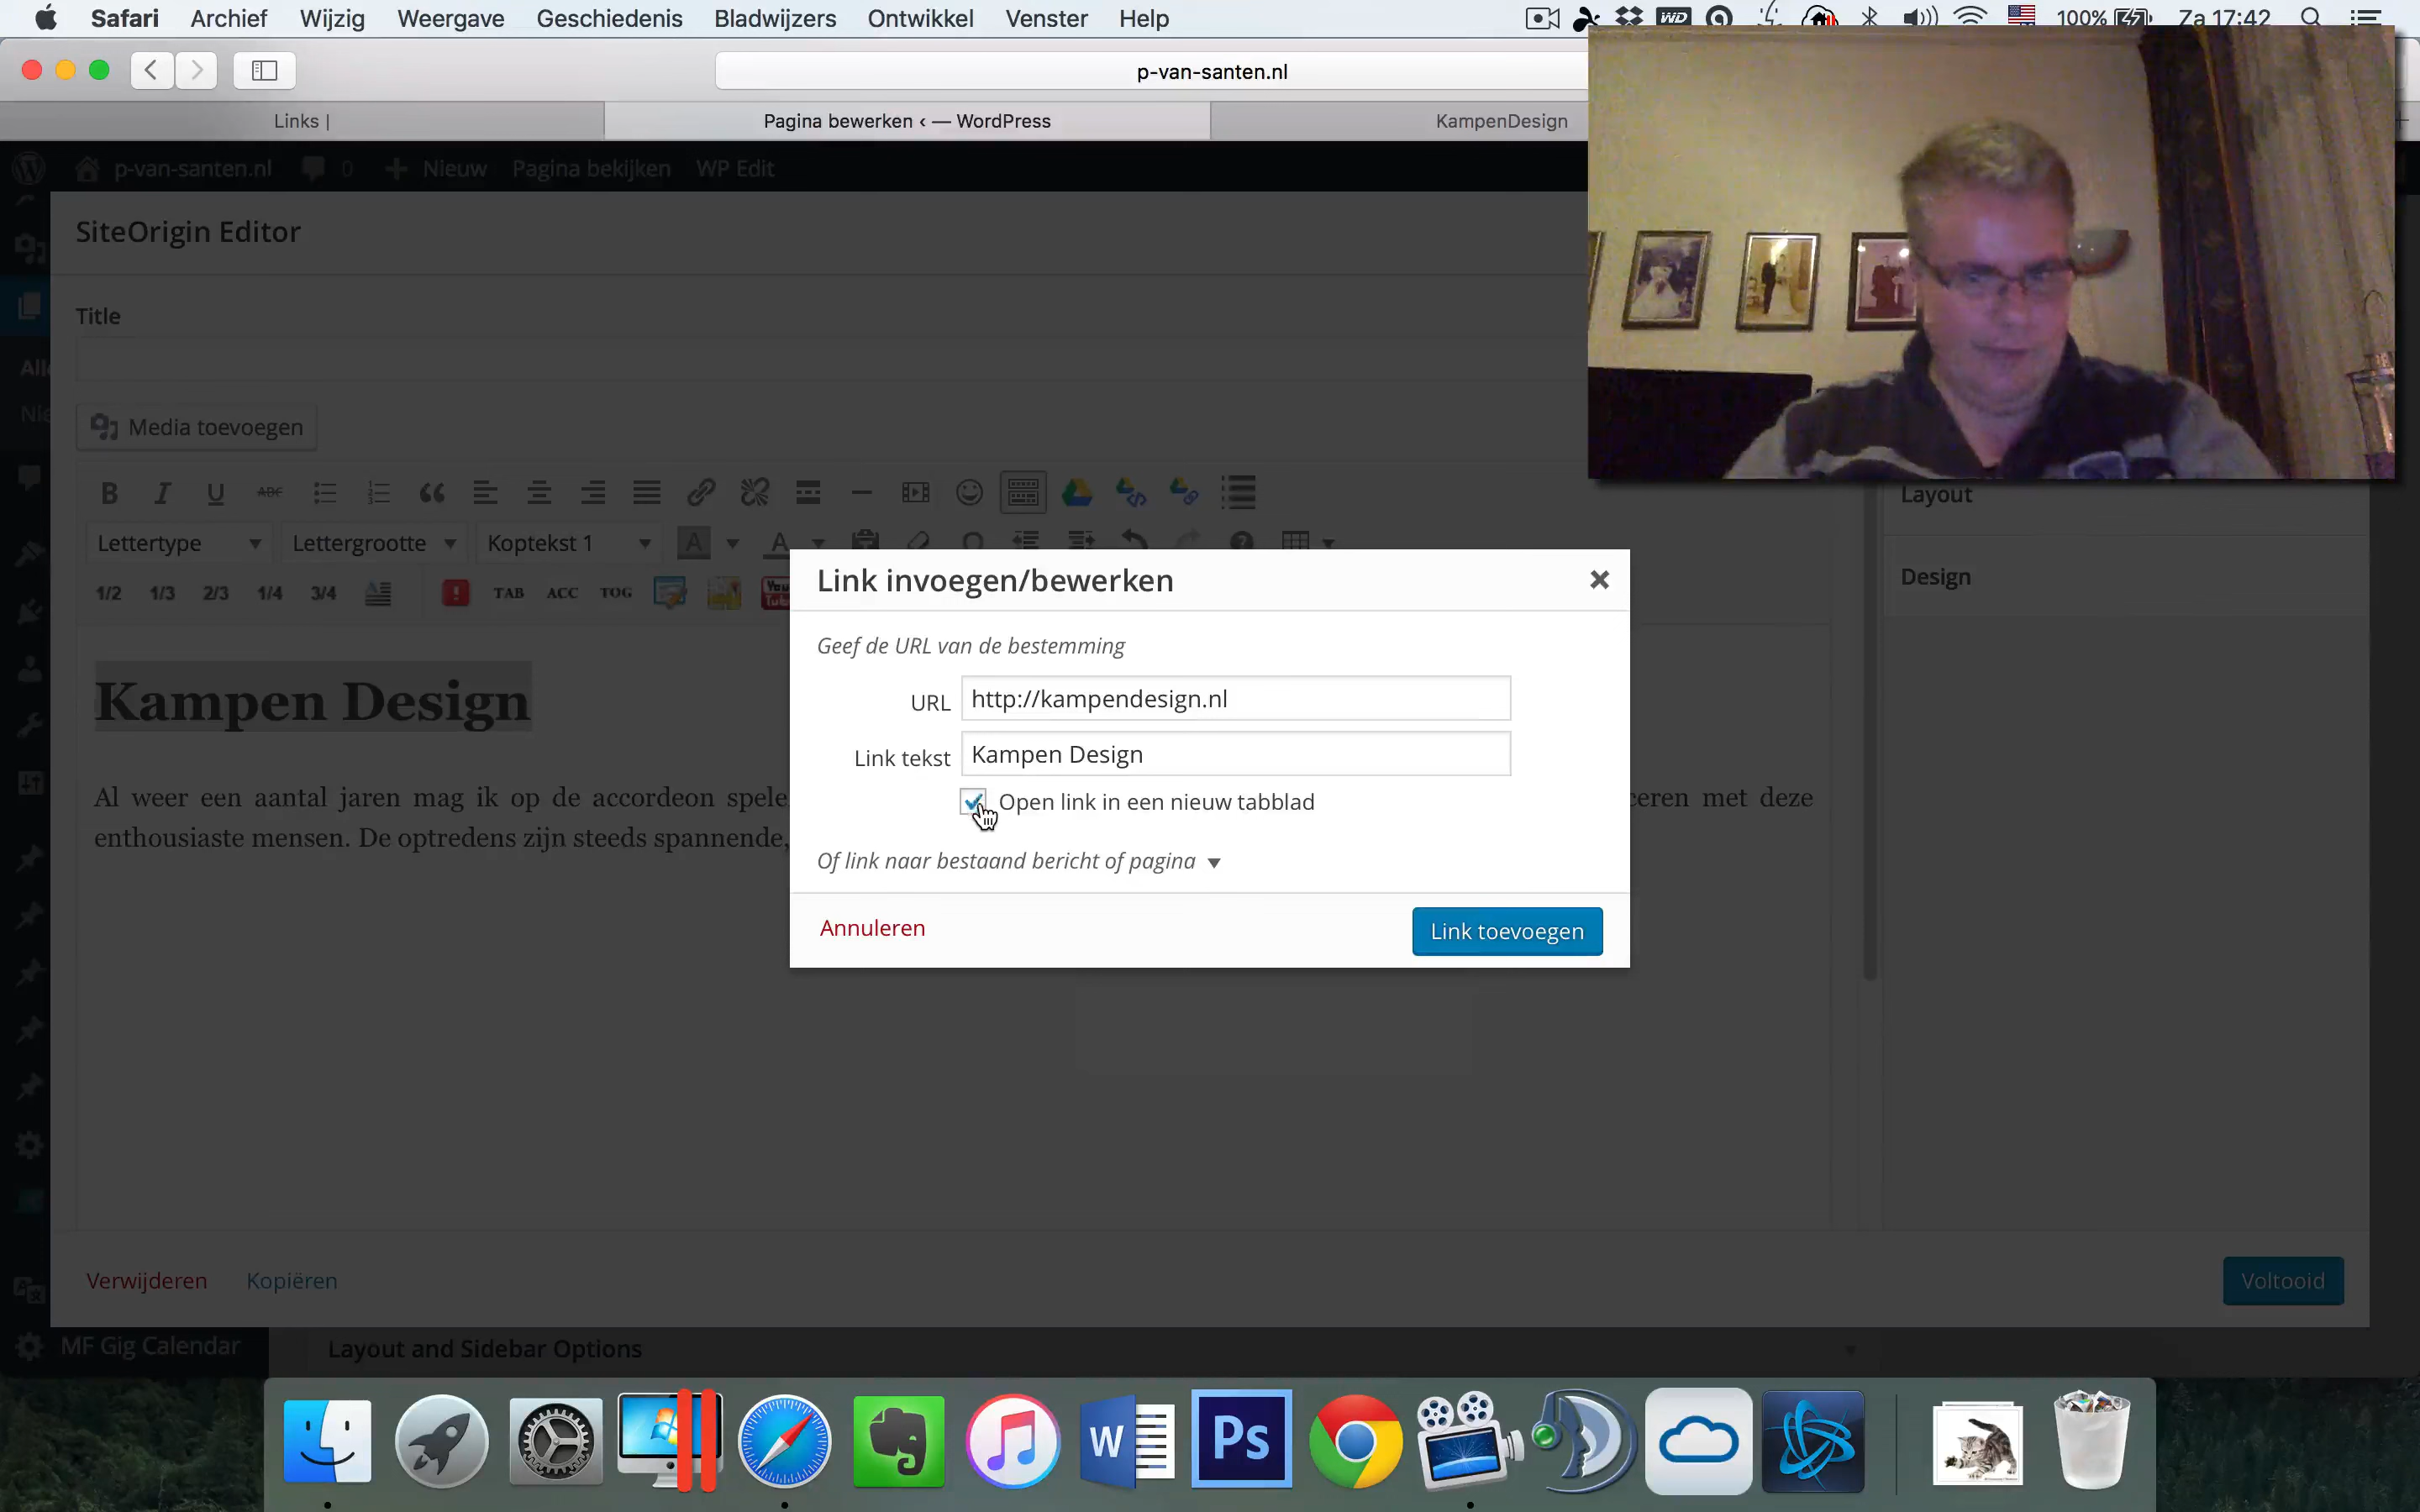 Safari Archief Wijzig Weergave Geschiedenis Bladwijzers Ontwikkel Venster Help WD 100% Za 17:42
p-van-santen.nl
Links | Pagina bewerken ‹ — WordPress KampenDesign
p-van-santen.nl 0 Nieuw Pagina bekijken WP Edit
SiteOrigin Editor
Title
Media toevoegen
B I U ABC
Layout
Lettertype Lettergrootte Koptekst 1 A A
Design
1/2 1/3 2/3 1/4 3/4 TAB ACC TOG You
Link invoegen/bewerken
Geef de URL van de bestemming
URL http://kampendesign.nl
Link tekst Kampen Design
Open link in een nieuw tabblad
Of link naar bestaand bericht of pagina
Annuleren Link toevoegen
Kampen Design
Al weer een aantal jaren mag ik op de accordeon spele ceren met deze
enthousiaste mensen. De optredens zijn steeds spannende,
Verwijderen Kopiëren Voltooid
MF Gig Calendar Layout and Sidebar Options
W Ps